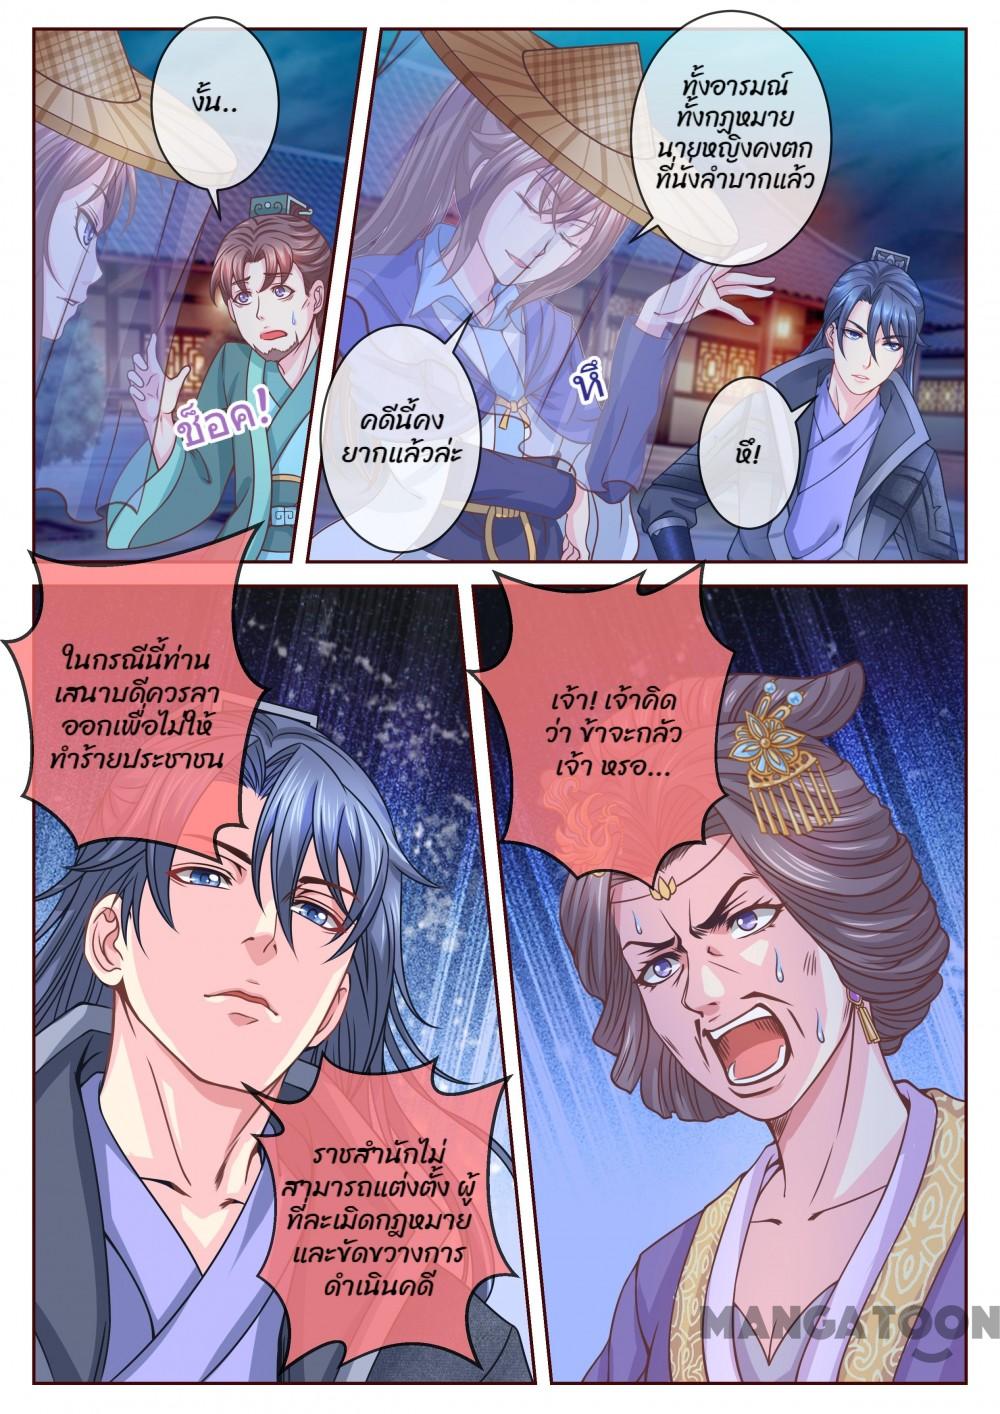 งั้น..
ช็อค!
ทั้งอารมณ์
ทั้งกฎหมาย
นายหญิงคงตก
ที่นั่งลำบากแล้ว
คดีนี้คง
ยากแล้วล่ะ
หึ
หึ!
ในกรณีนี้ท่าน
เสนาบดีควรลา
ออกเพื่อไม่ให้
ทำร้ายประชาชน
ราชสำนักไม่
สามารถแต่งตั้ง ผู้
ที่ละเมิดกฎหมาย
และขัดขวางการ
ดำเนินคดี
เจ้า! เจ้าคิด
ว่า ข้าจะกลัว
เจ้า หรอ...
MANGATOON